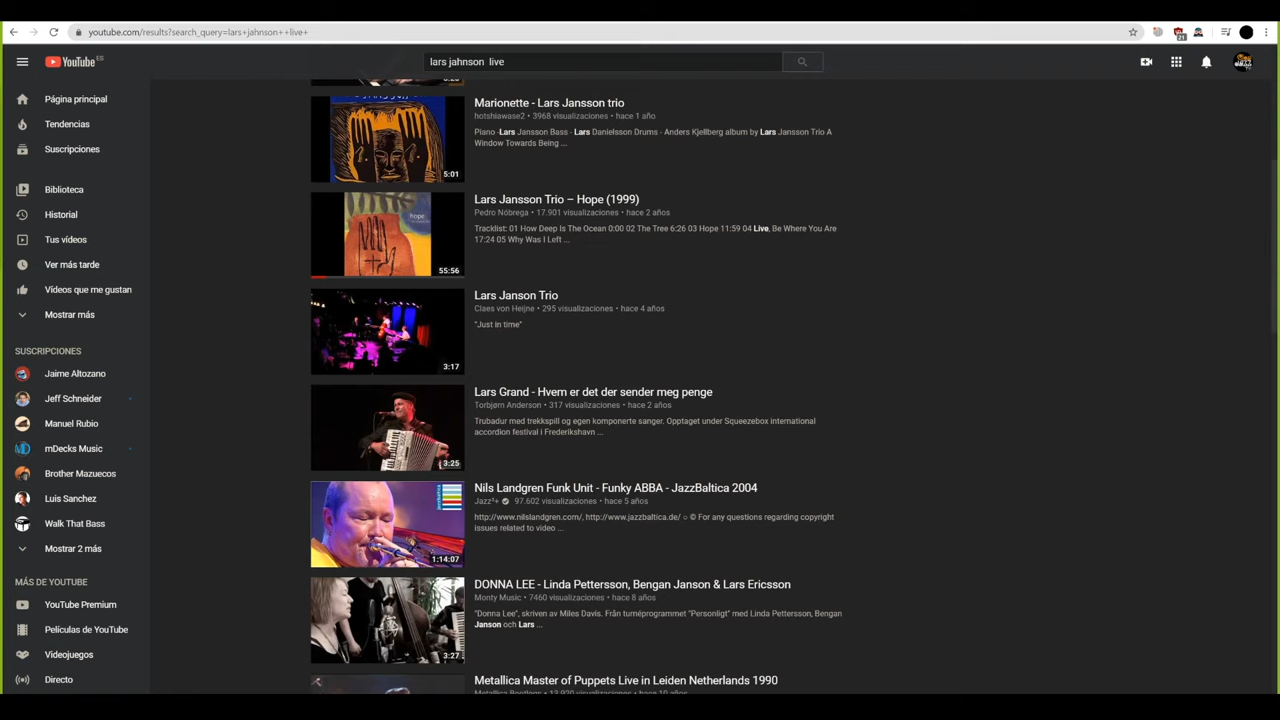 youtube.com/results?search_query=lars+jahnson++live+
21
YouTube ES
lars jahnson  live
Página principal
Tendencias
Suscripciones
Biblioteca
Historial
Tus vídeos
Ver más tarde
Vídeos que me gustan
Mostrar más
SUSCRIPCIONES
Jaime Altozano
Jeff Schneider
Manuel Rubio
mDecks Music
Brother Mazuecos
Luis Sanchez
Walk That Bass
Mostrar 2 más
MÁS DE YOUTUBE
YouTube Premium
Películas de YouTube
Videojuegos
Directo
Marionette - Lars Jansson trio
hotshiawase2 • 3968 visualizaciones • hace 1 año
Piano -Lars Jansson Bass - Lars Danielsson Drums - Anders Kjellberg album by Lars Jansson Trio A
Window Towards Being ...
5:01
Lars Jansson Trio – Hope (1999)
Pedro Nóbrega • 17.901 visualizaciones • hace 2 años
Tracklist: 01 How Deep Is The Ocean 0:00 02 The Tree 6:26 03 Hope 11:59 04 Live, Be Where You Are
17:24 05 Why Was I Left ...
hope
55:56
Lars Janson Trio
Claes von Heijne • 295 visualizaciones • hace 4 años
"Just in time"
3:17
Lars Grand - Hvem er det der sender meg penge
Torbjørn Anderson • 317 visualizaciones • hace 2 años
Trubadur med trekkspill og egen komponerte sanger. Opptaget under Squeezebox international
accordion festival i Frederikshavn ...
3:25
Nils Landgren Funk Unit - Funky ABBA - JazzBaltica 2004
Jazz³+ 97.602 visualizaciones • hace 5 años
http://www.nilslandgren.com/, http://www.jazzbaltica.de/ ○ © For any questions regarding copyright
issues related to video ...
1:14:07
DONNA LEE - Linda Pettersson, Bengan Janson & Lars Ericsson
Monty Music • 7460 visualizaciones • hace 8 años
"Donna Lee", skriven av Miles Davis. Från turnéprogrammet "Personligt" med Linda Pettersson, Bengan
Janson och Lars ...
3:27
Metallica Master of Puppets Live in Leiden Netherlands 1990
Metallica Bootlegs • 13.920 visualizaciones • hace 10 años